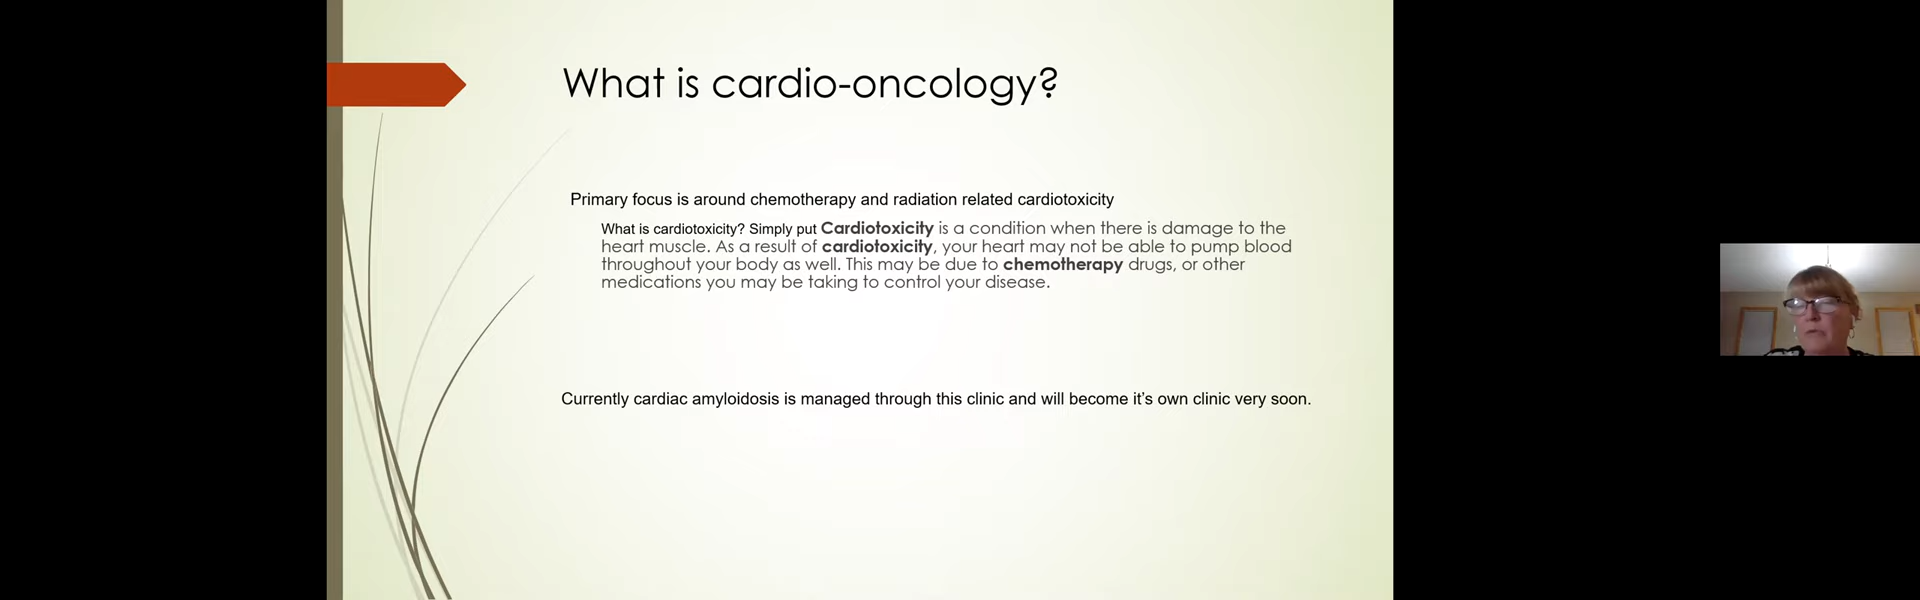 What is cardio-oncology?
Primary focus is around chemotherapy and radiation related cardiotoxicity
What is cardiotoxicity? Simply put Cardiotoxicity is a condition when there is damage to the
heart muscle. As a result of cardiotoxicity, your heart may not be able to pump blood
throughout your body as well. This may be due to chemotherapy drugs, or other
medications you may be taking to control your disease.
Currently cardiac amyloidosis is managed through this clinic and will become it’s own clinic very soon.